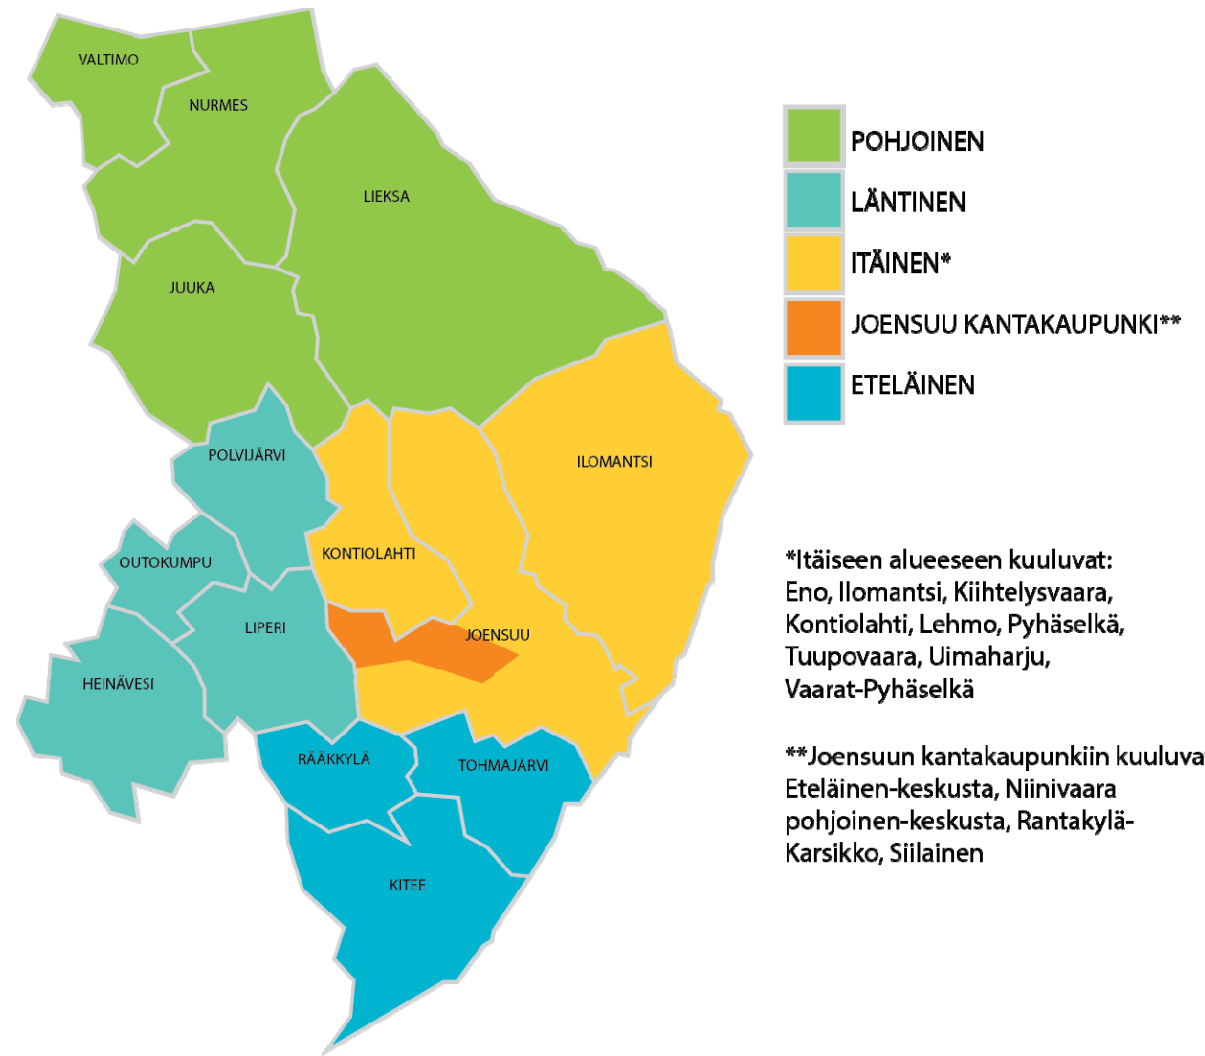 VALTIMO
NURMES
LIEKSA
JUUKA
POLVIJÄRVI
ILOMANTSI
OUTOKUMPU
KONTIOLAHTI
LIPERI
JOENSUU
HEINÄVESI
RÄÄKKYLÄ
TOHMAJÄRVI
KITEE
POHJOINEN
LÄNTINEN
ITÄINEN*
JOENSUU KANTAKAUPUNKI**
ETELÄINEN
*Itäiseen alueeseen kuuluvat:
Eno, Ilomantsi, Kiihtelysvaara,
Kontiolahti, Lehmo, Pyhäselkä,
Tuupovaara, Uimaharju,
Vaarat-Pyhäselkä
**Joensuun kantakaupunkiin kuuluva
Eteläinen-keskusta, Niinivaara
pohjoinen-keskusta, Rantakylä-
Karsikko, Siilainen